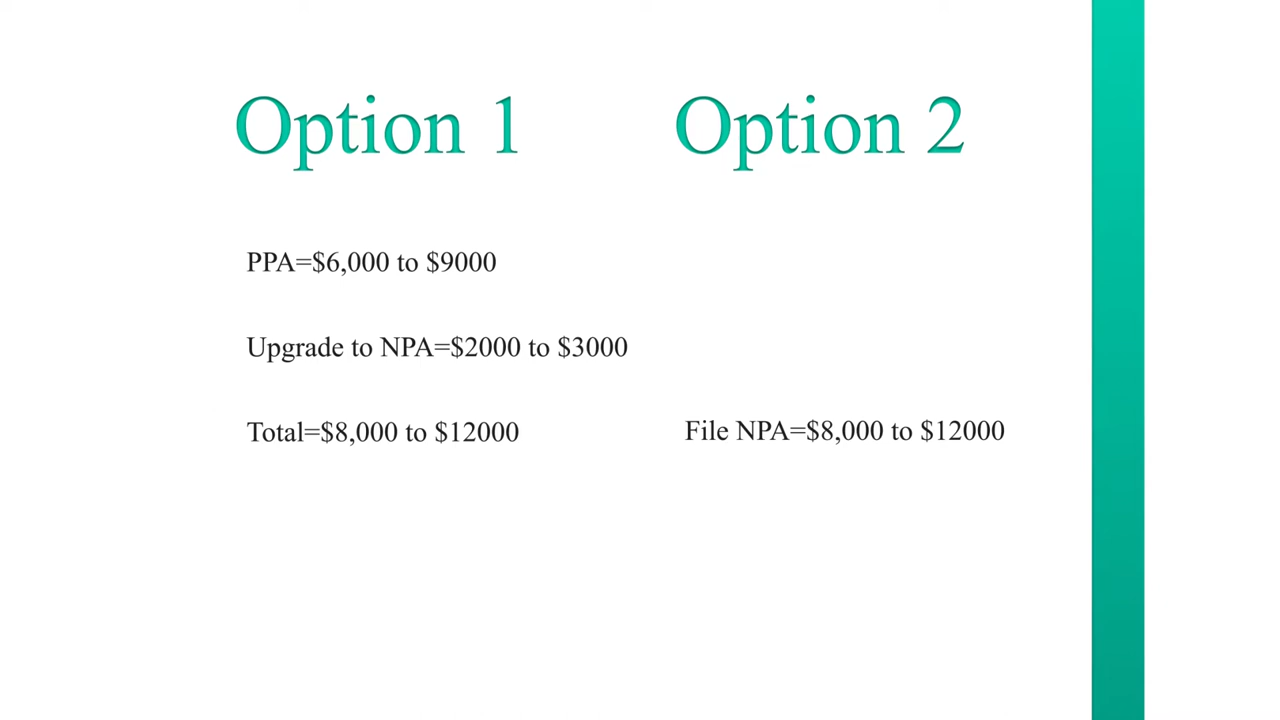 Option 1
Option 2
PPA=$6,000 to $9000
Upgrade to NPA=$2000 to $3000
Total=$8,000 to $12000
File NPA=$8,000 to $12000